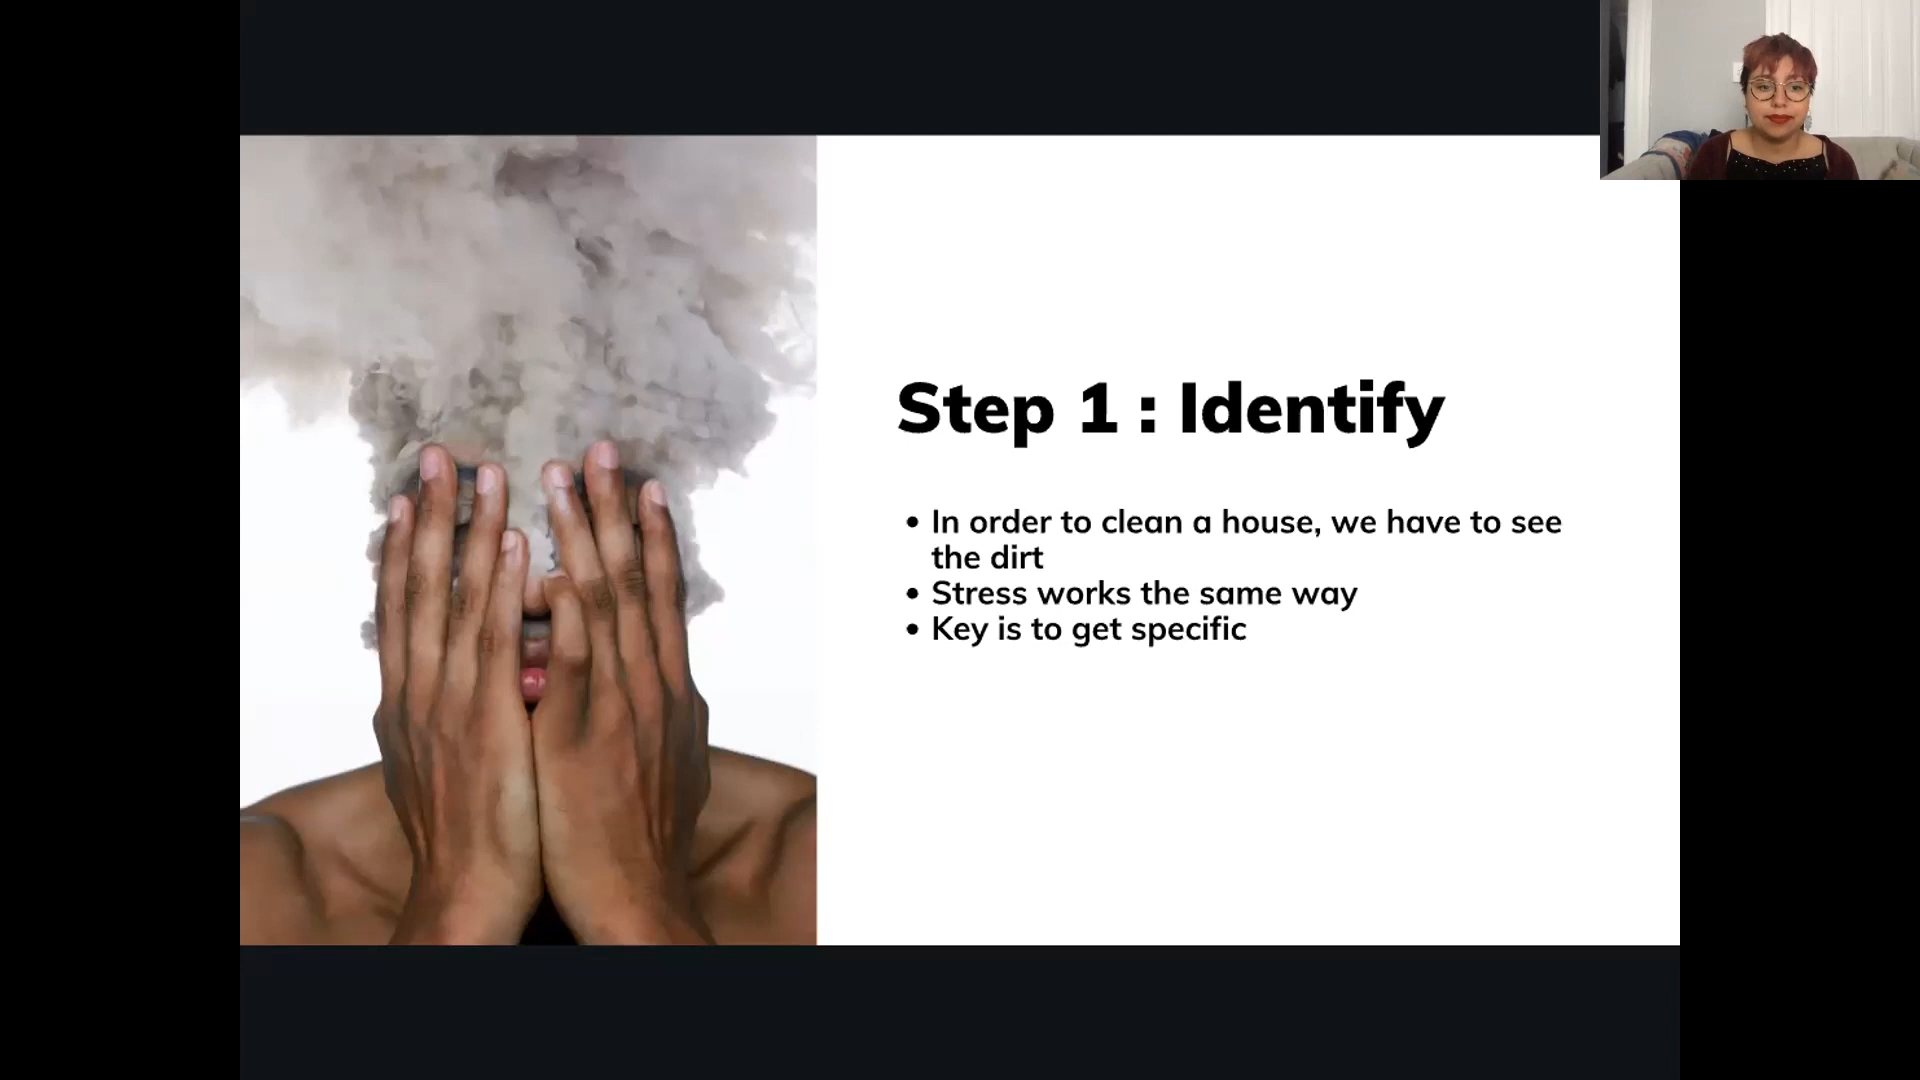 Step 1 : Identify
• In order to clean a house, we have to see
the dirt
• Stress works the same way
• Key is to get specific